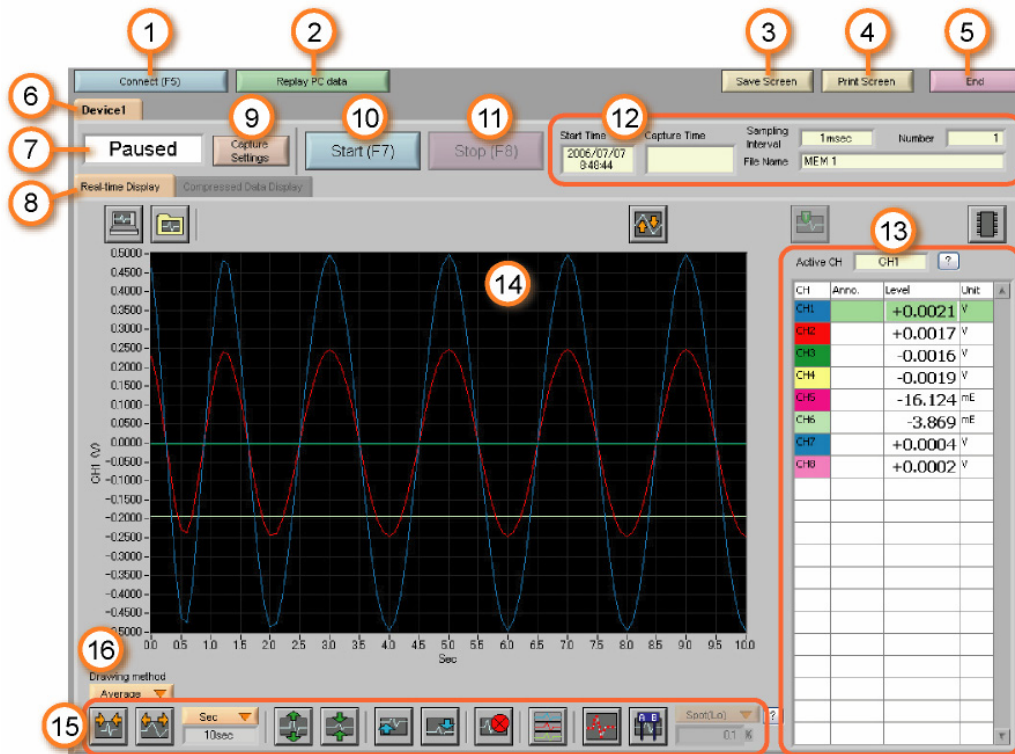 1 2 3 4 5
Connect (F5) Replay PC data Save Screen Print Screen End
6 Device1
9 10 11 12
7 Paused Capture Settings Start (F7) Stop (F8)
Start Time Capture Time Sampling Interval 1msec Number 1
2006/07/07 8:48:44 File Name MEM 1
8 Real-time Display Compressed Data Display
13
Active CH CH1 ?
14
CH Anno. Level Unit
CH1 +0.0021 V
CH2 +0.0017 V
CH3 -0.0016 V
CH4 -0.0019 V
CH5 -16.124 mE
CH6 -3.869 mE
CH7 +0.0004 V
CH8 +0.0002 V
CH1 (V)
0.5000
0.4500
0.4000
0.3500
0.3000
0.2500
0.2000
0.1500
0.1000
0.0500
0.0000
-0.0500
-0.1000
-0.1500
-0.2000
-0.2500
-0.3000
-0.3500
-0.4000
-0.4500
-0.5000
0.0 0.5 1.0 1.5 2.0 2.5 3.0 3.5 4.0 4.5 5.0 5.5 6.0 6.5 7.0 7.5 8.0 8.5 9.0 9.5 10.0
Sec
16
Drawing method
Average
15 Sec A B Spot(Lo) ?
10sec 0.1 %